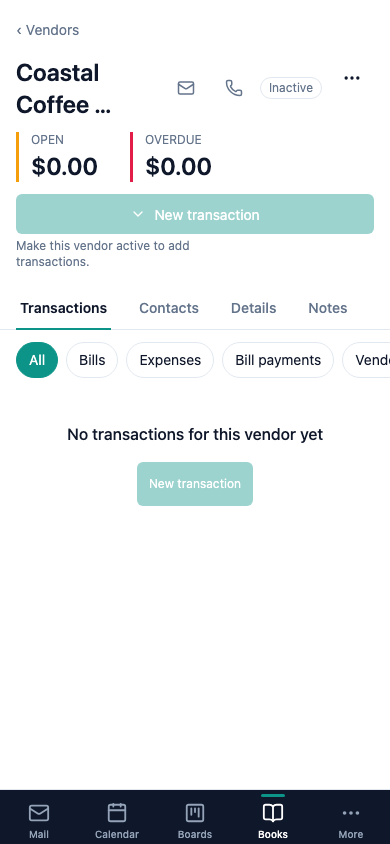 ‹ Vendors
Coastal
Coffee ...
Inactive
OPEN
$0.00
OVERDUE
$0.00
New transaction
Make this vendor active to add
transactions.
Transactions Contacts Details Notes
All Bills Expenses Bill payments
No transactions for this vendor yet
New transaction
Mail Calendar Boards Books More